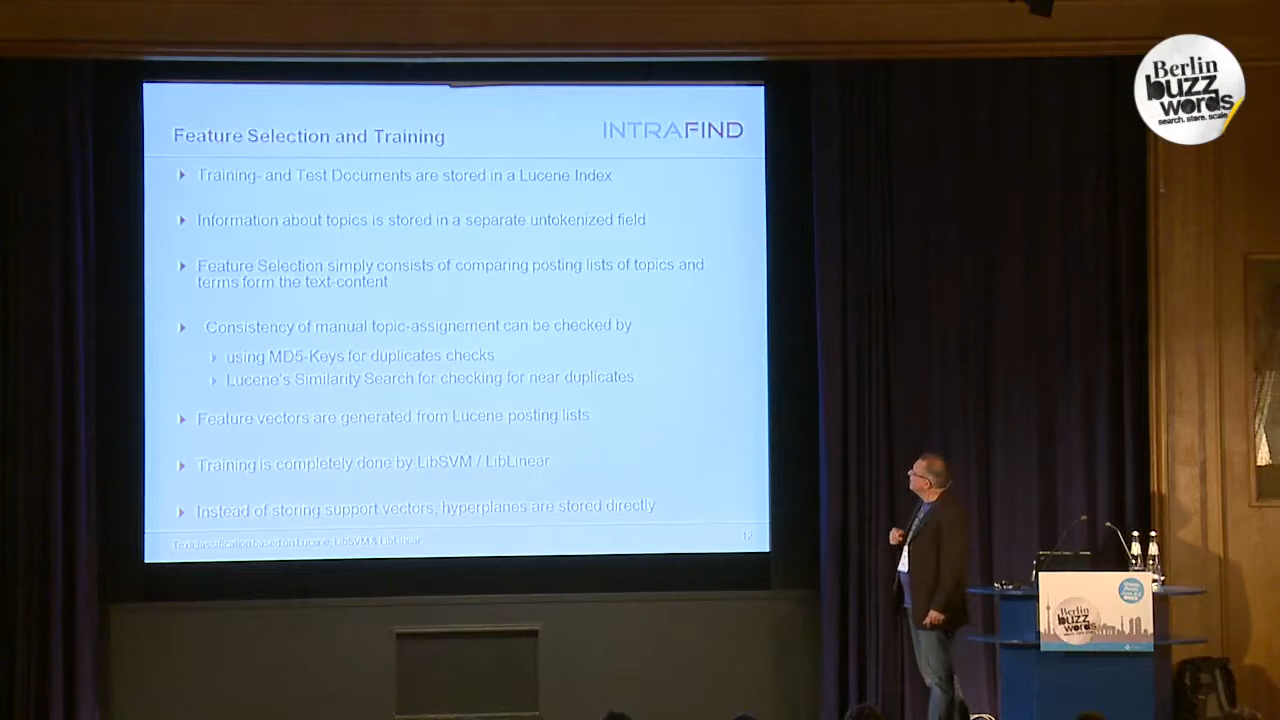 Berlin
buzz
words
search. store. scale.
Feature Selection and Training
INTRAFIND
Training- and Test Documents are stored in a Lucene Index
Information about topics is stored in a separate untokenized field
Feature Selection simply consists of comparing posting lists of topics and
terms form the text-content
Consistency of manual topic-assignement can be checked by
using MD5-Keys for duplicates checks
Lucene's Similarity Search for checking for near duplicates
Feature vectors are generated from Lucene posting lists
Training is completely done by LibSVM / LibLinear
Instead of storing support vectors, hyperplanes are stored directly
Textclassification based on Lucene, LibSVM & LibLinear
12
Berlin
buzz
words